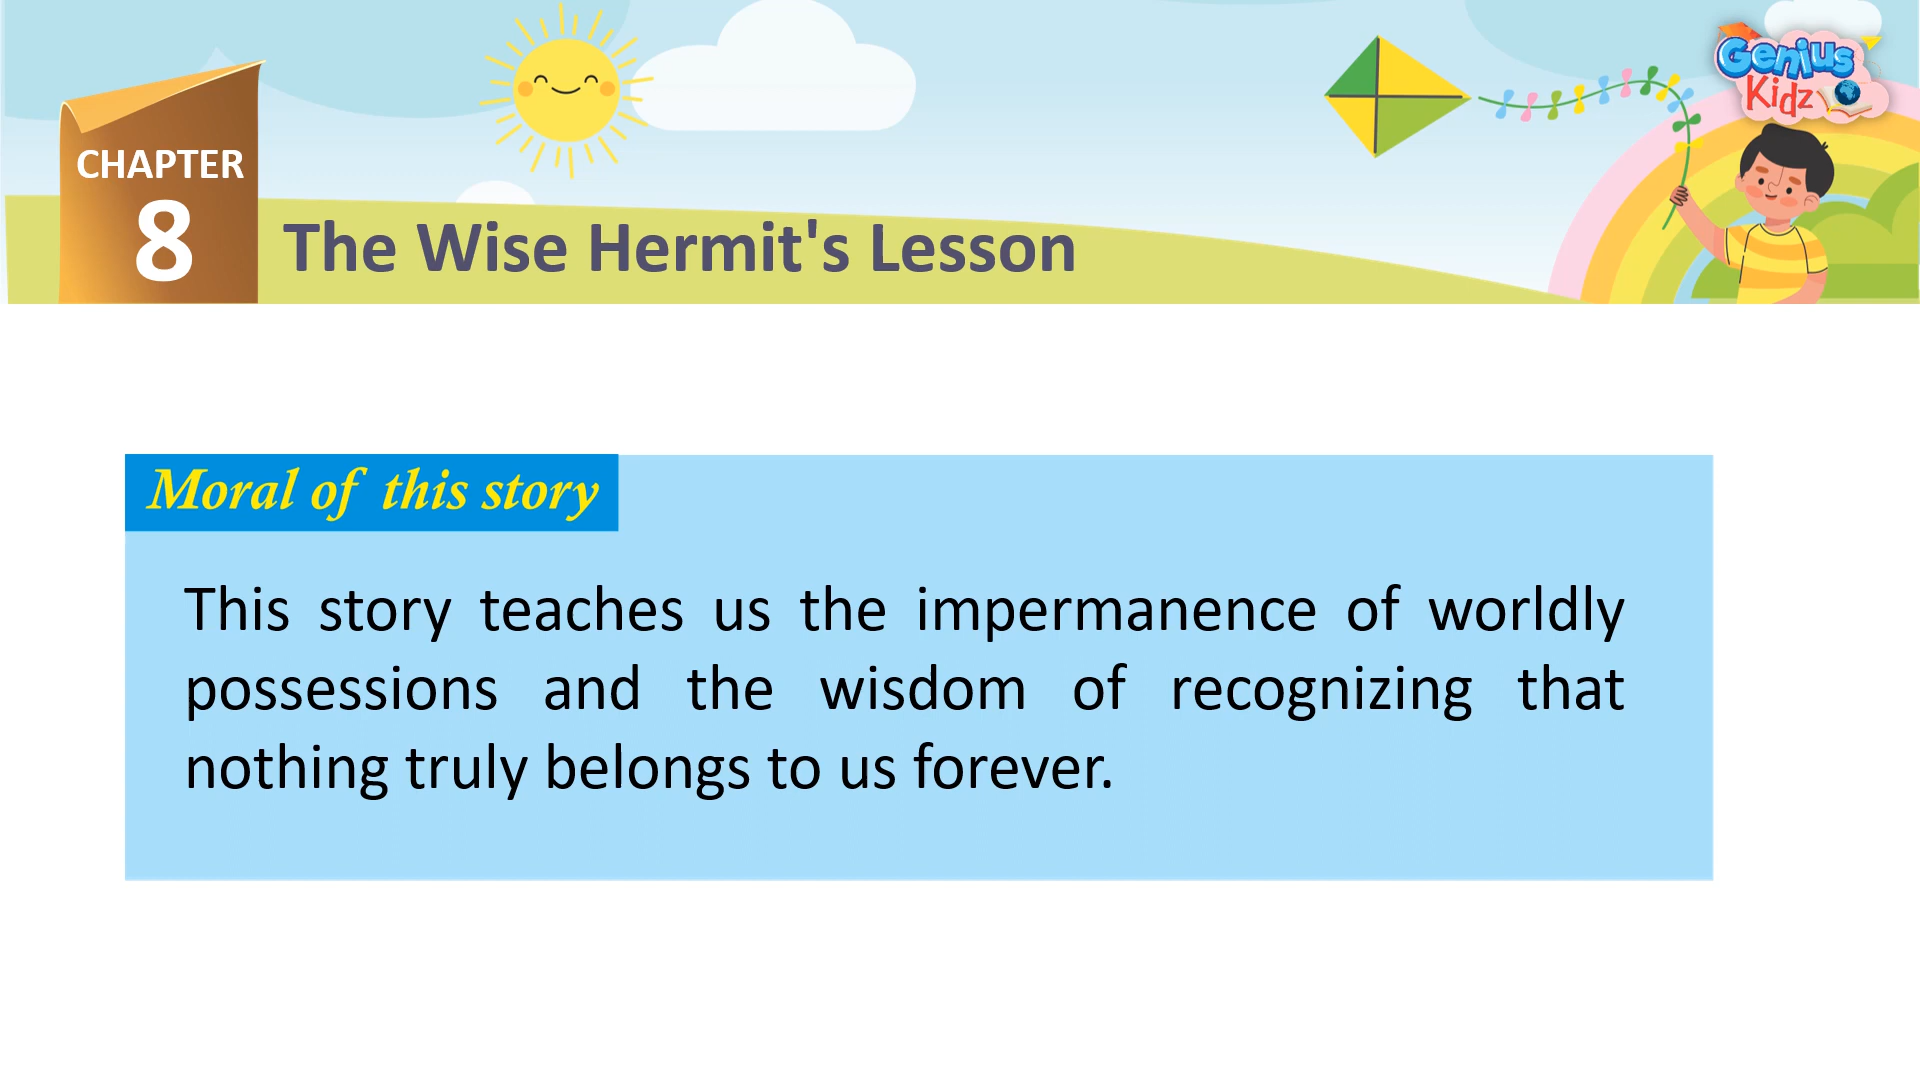 Genius
Kidz
CHAPTER
8
The Wise Hermit's Lesson
Moral of this story
This story teaches us the impermanence of worldly
possessions and the wisdom of recognizing that
nothing truly belongs to us forever.